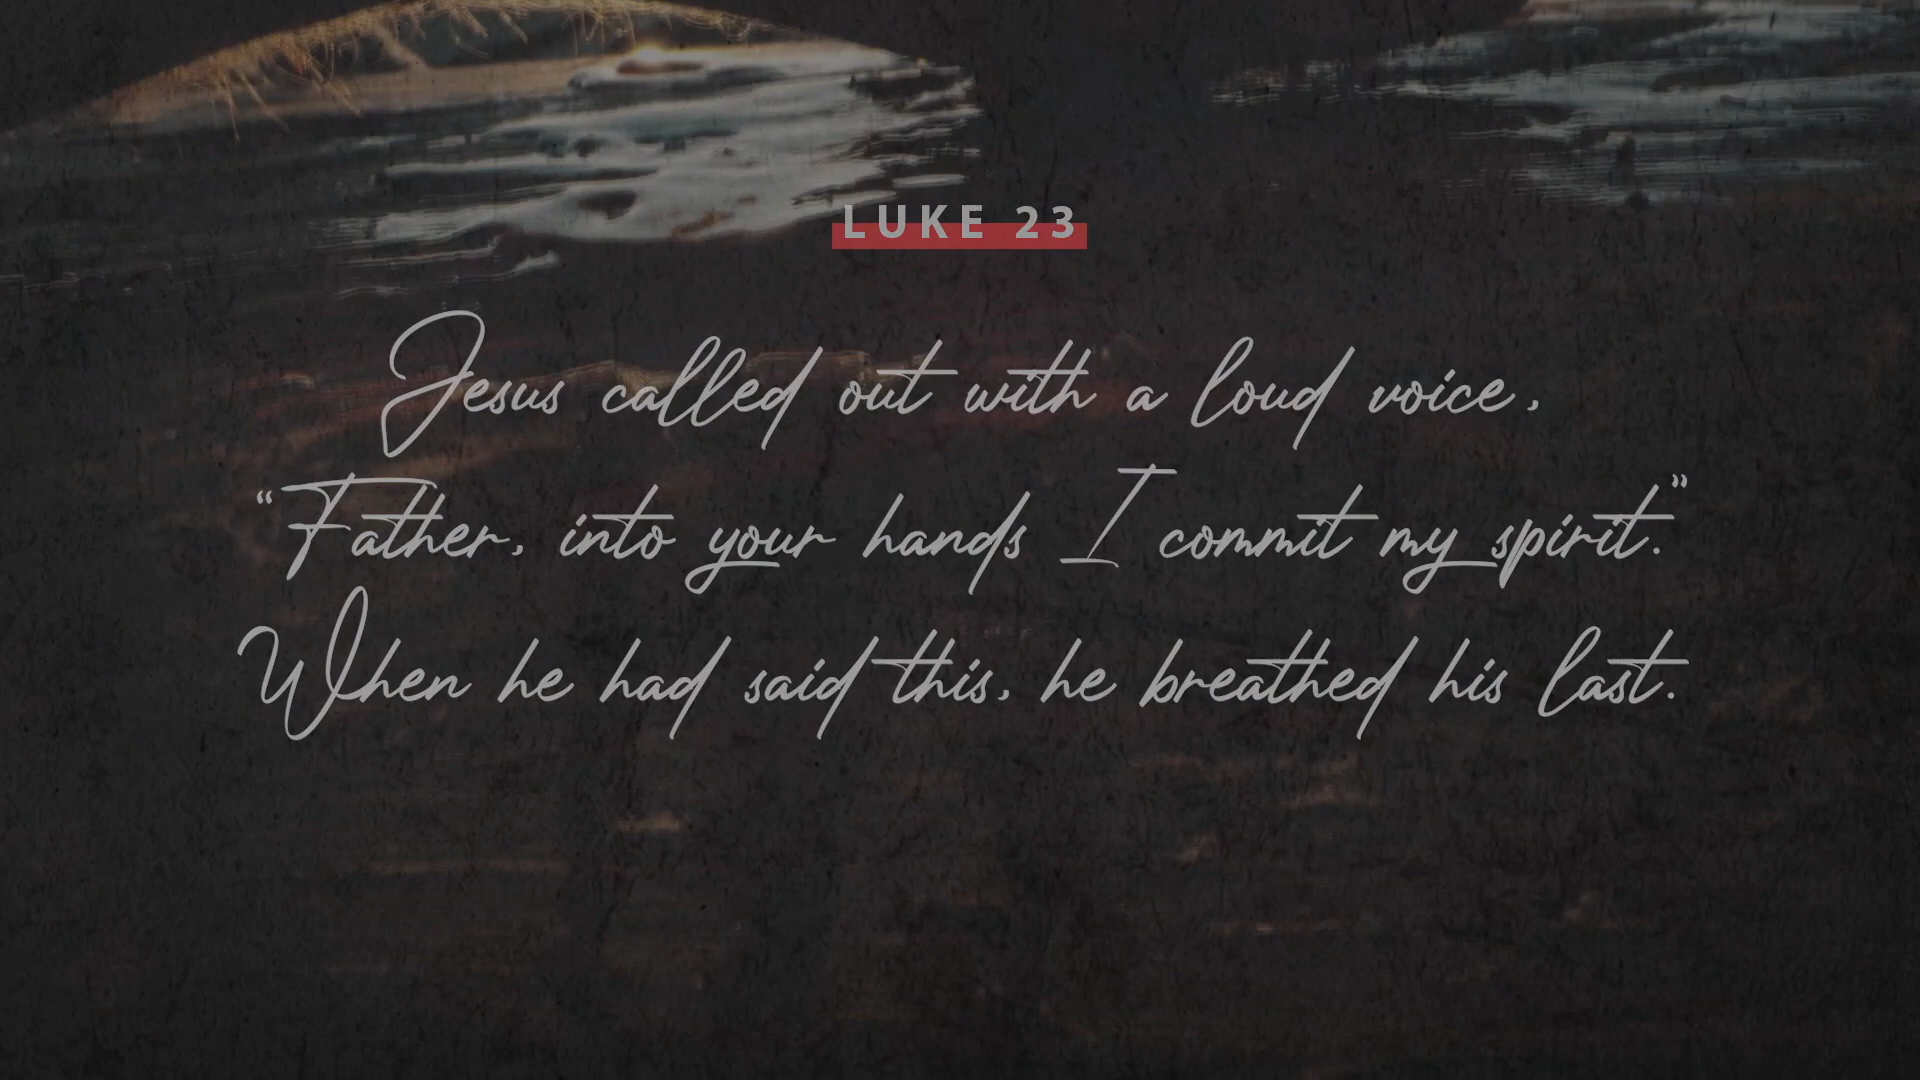 LUKE 23
Jesus called out with a loud voice,
“Father, into your hands I commit my spirit.”
When he had said this, he breathed his last.